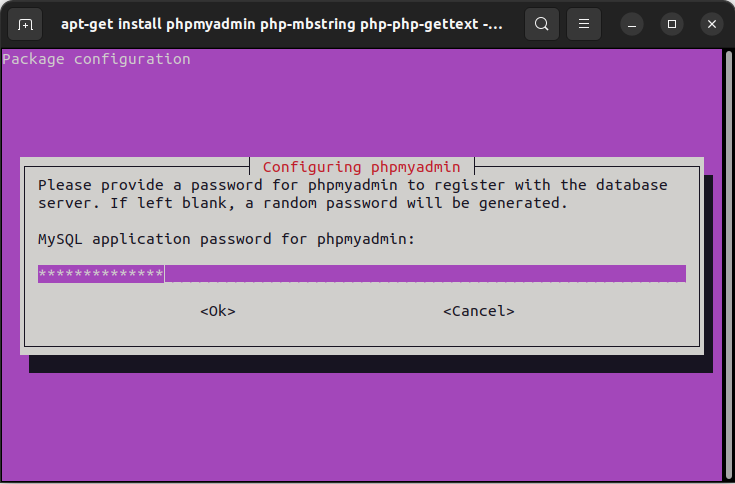 apt-get install phpmyadmin php-mbstring php-php-gettext -...
Package configuration
Configuring phpmyadmin
Please provide a password for phpmyadmin to register with the database
server. If left blank, a random password will be generated.
MySQL application password for phpmyadmin:
**************
<Ok> <Cancel>